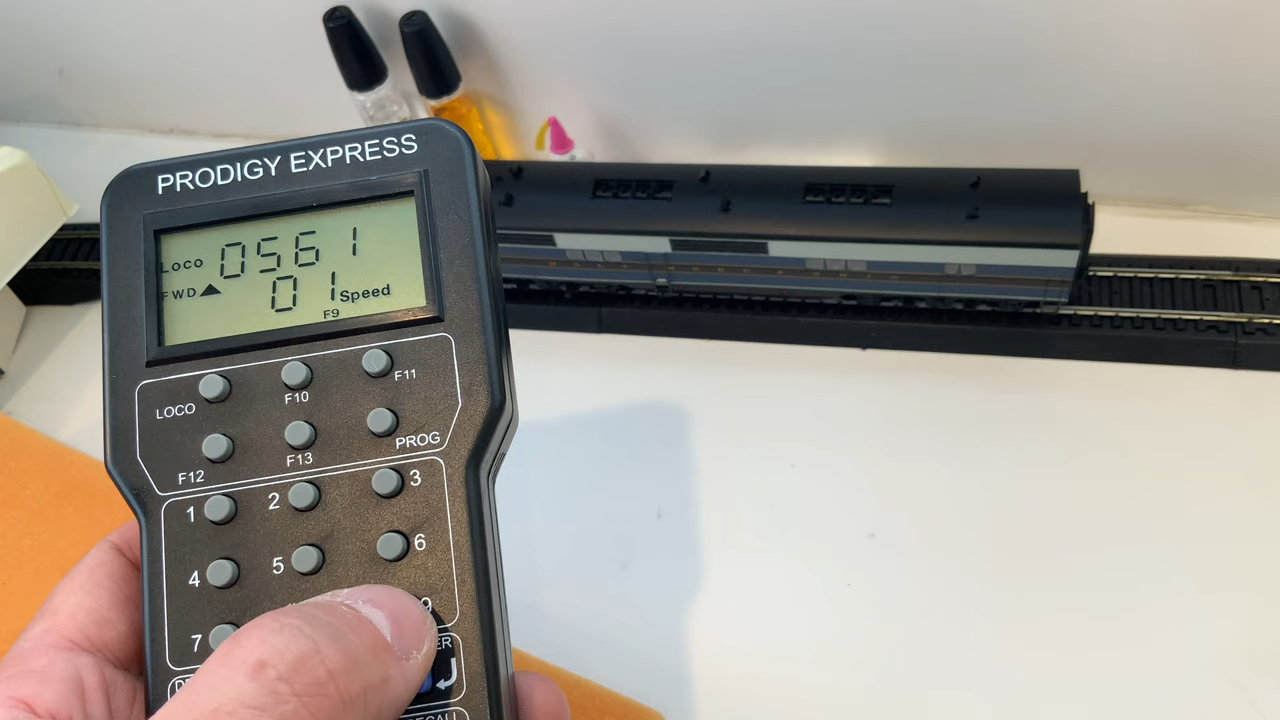 PRODIGY EXPRESS
Loco 0561
FWD 01 Speed
F9
LOCO F10 F11
F12 F13 PROG
1 2 3
4 5 6
7 9